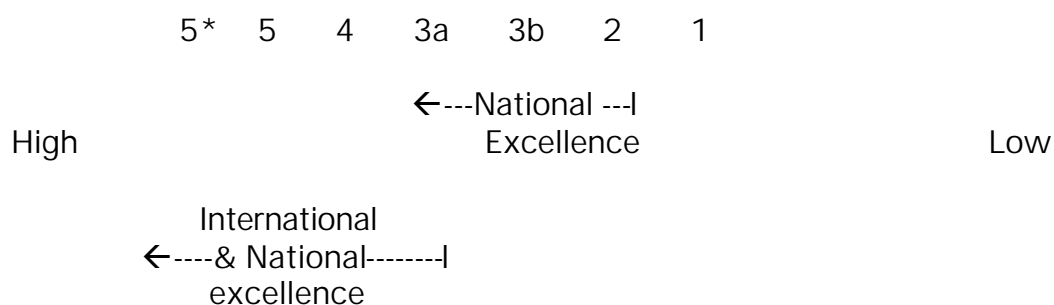 5* 5 4 3a 3b 2 1
←---National ---l
High Excellence Low
International
←----& National--------l
excellence